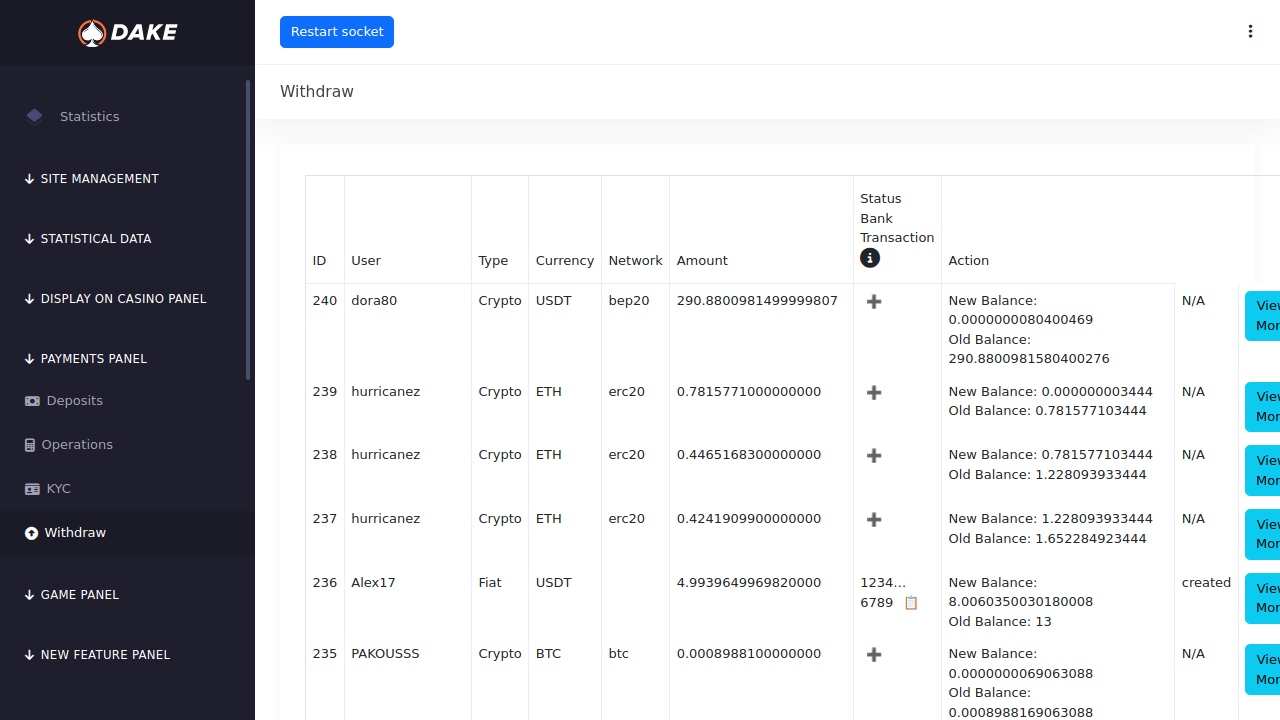 DAKE
Restart socket
Withdraw
Statistics
SITE MANAGEMENT
STATISTICAL DATA
DISPLAY ON CASINO PANEL
PAYMENTS PANEL
Deposits
Operations
KYC
Withdraw
GAME PANEL
NEW FEATURE PANEL
ID User Type Currency Network Amount Status Bank Transaction Action
240 dora80 Crypto USDT bep20 290.8800981499999807 New Balance: N/A View
0.0000000080400469 Mor
Old Balance:
290.8800981580400276
239 hurricanez Crypto ETH erc20 0.7815771000000000 New Balance: 0.000000003444 N/A View
Old Balance: 0.781577103444 Mor
238 hurricanez Crypto ETH erc20 0.4465168300000000 New Balance: 0.781577103444 N/A View
Old Balance: 1.228093933444 Mor
237 hurricanez Crypto ETH erc20 0.4241909900000000 New Balance: 1.228093933444 N/A View
Old Balance: 1.652284923444 Mor
236 Alex17 Fiat USDT 4.9939649969820000 1234... New Balance: created View
6789 8.0060350030180008 Mor
Old Balance: 13
235 PAKOUSSS Crypto BTC btc 0.0008988100000000 New Balance: N/A View
0.0000000069063088 Mor
Old Balance:
0.0008988169063088